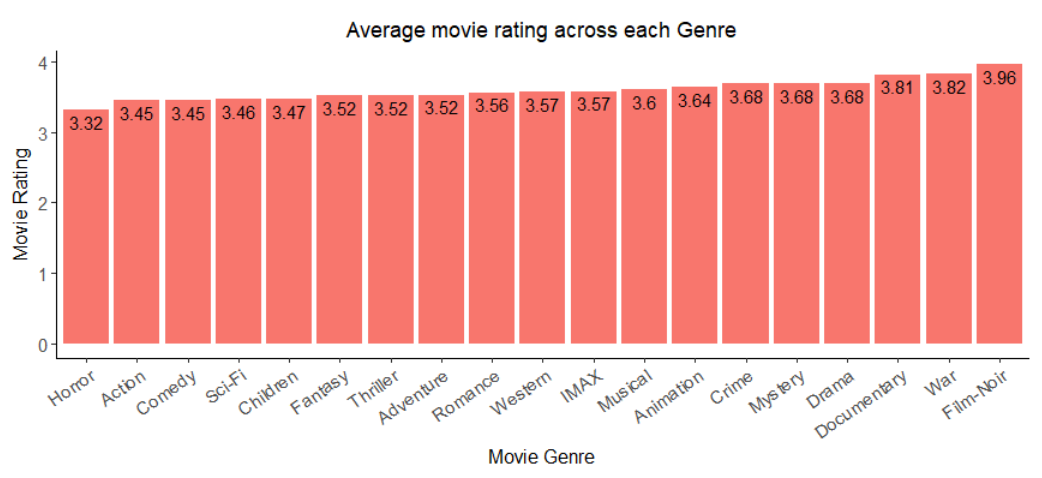 Average movie rating across each Genre
Movie Rating
4
3
2
1
0
3.32
3.45
3.45
3.46
3.47
3.52
3.52
3.52
3.56
3.57
3.57
3.6
3.64
3.68
3.68
3.68
3.81
3.82
3.96
Horror
Action
Comedy
Sci-Fi
Children
Fantasy
Thriller
Adventure
Romance
Western
IMAX
Musical
Animation
Crime
Mystery
Drama
Documentary
War
Film-Noir
Movie Genre